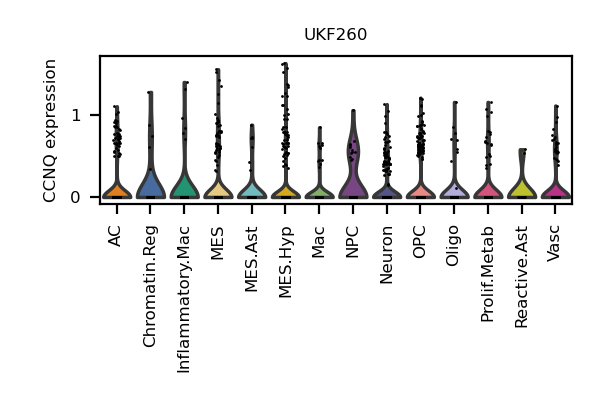 UKF260
CCNQ expression
1
0
AC
Chromatin.Reg
Inflammatory.Mac
MES
MES.Ast
MES.Hyp
Mac
NPC
Neuron
OPC
Oligo
Prolif.Metab
Reactive.Ast
Vasc